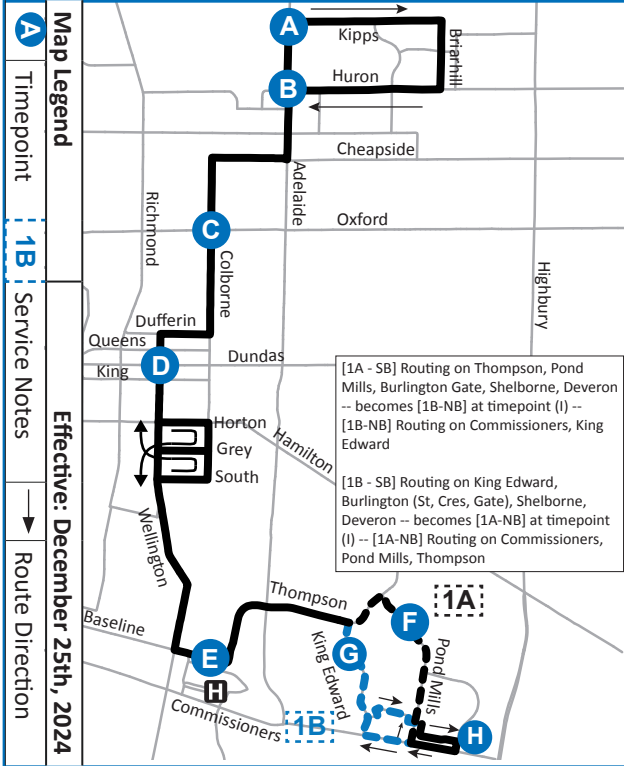 Map Legend
Effective: December 25th, 2024
A
Timepoint
1B
Service Notes
Route Direction
A
Kipps
Briarhill
Huron
B
Cheapside
Adelaide
Richmond
C
Oxford
Colborne
Highbury
Dufferin
Queens
D
Dundas
King
[1A - SB] Routing on Thompson, Pond
Mills, Burlington Gate, Shelborne, Deveron
-- becomes [1B-NB] at timepoint (I) --
[1B-NB] Routing on Commissioners, King
Edward
[1B - SB] Routing on King Edward,
Burlington (St, Cres, Gate), Shelborne,
Deveron -- becomes [1A-NB] at timepoint
(I) -- [1A-NB] Routing on Commissioners,
Pond Mills, Thompson
Horton
Grey
Hamilton
South
Wellington
Thompson
1A
Baseline
F
E
G
King Edward
Pond Mills
H
Commissioners
1B
H